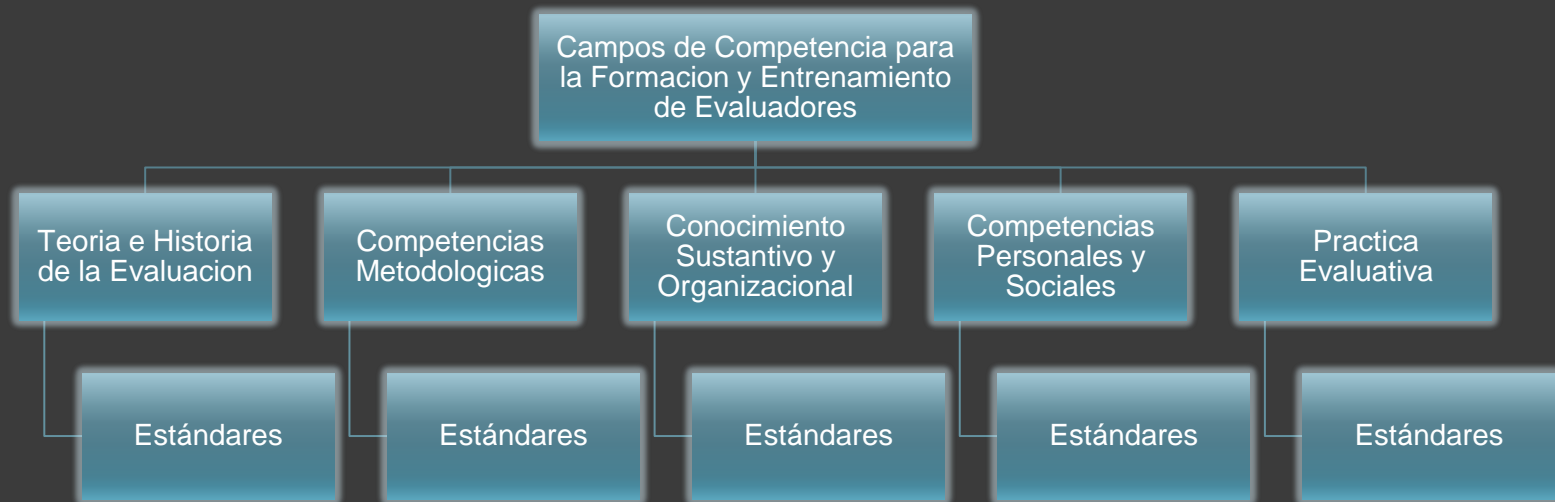 Campos de Competencia para
la Formacion y Entrenamiento
de Evaluadores
Teoria e Historia
de la Evaluacion
Competencias
Metodologicas
Conocimiento
Sustantivo y
Organizacional
Competencias
Personales y
Sociales
Practica
Evaluativa
Estándares
Estándares
Estándares
Estándares
Estándares